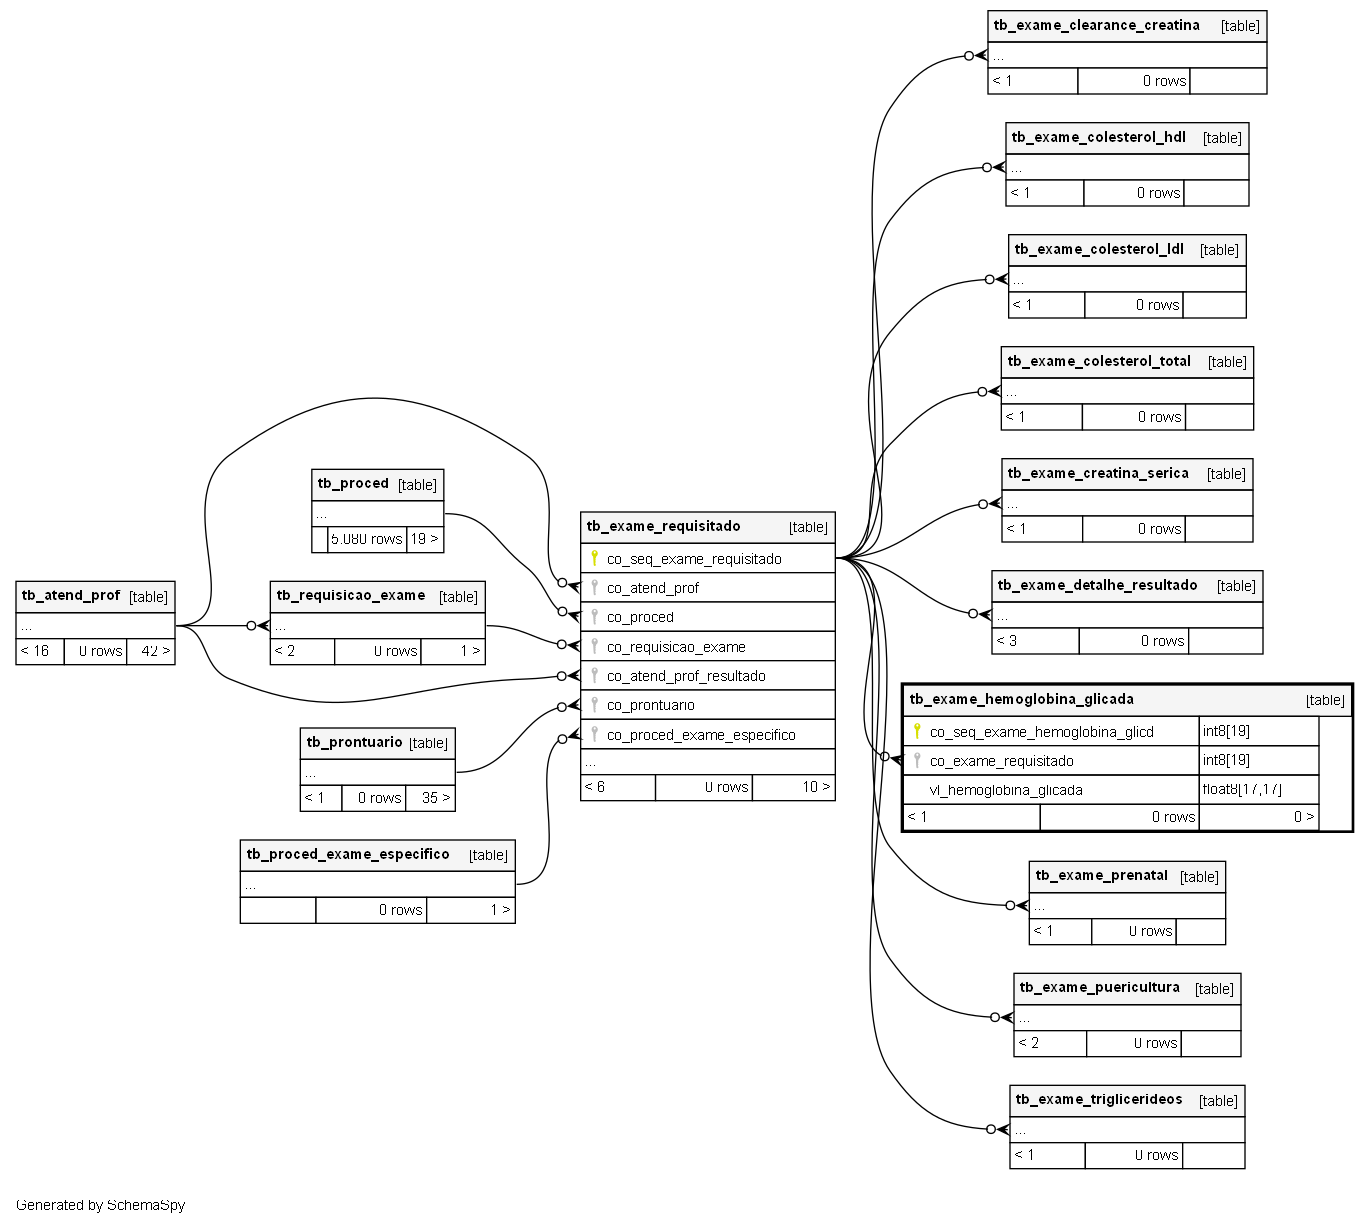 tb_exame_clearance_creatina [table]
...
< 1 0 rows
tb_exame_colesterol_hdl [table]
...
< 1 0 rows
tb_exame_colesterol_ldl [table]
...
< 1 0 rows
tb_exame_colesterol_total [table]
...
< 1 0 rows
tb_exame_creatina_serica [table]
...
< 1 0 rows
tb_proced [table]
...
5.080 rows 19 >
tb_atend_prof [table]
...
< 16 0 rows 42 >
tb_requisicao_exame [table]
...
< 2 0 rows 1 >
tb_prontuario [table]
...
< 1 0 rows 35 >
tb_proced_exame_especifico [table]
...
0 rows 1 >
tb_exame_requisitado [table]
co_seq_exame_requisitado
co_atend_prof
co_proced
co_requisicao_exame
co_atend_prof_resultado
co_prontuario
co_proced_exame_especifico
...
< 6 0 rows 10 >
tb_exame_detalhe_resultado [table]
...
< 3 0 rows
tb_exame_hemoglobina_glicada [table]
co_seq_exame_hemoglobina_glicd int8[19]
co_exame_requisitado int8[19]
vl_hemoglobina_glicada float8[17,17]
< 1 0 rows 0 >
tb_exame_prenatal [table]
...
< 1 0 rows
tb_exame_puericultura [table]
...
< 2 0 rows
tb_exame_triglicerideos [table]
...
< 1 0 rows
Generated by SchemaSpy